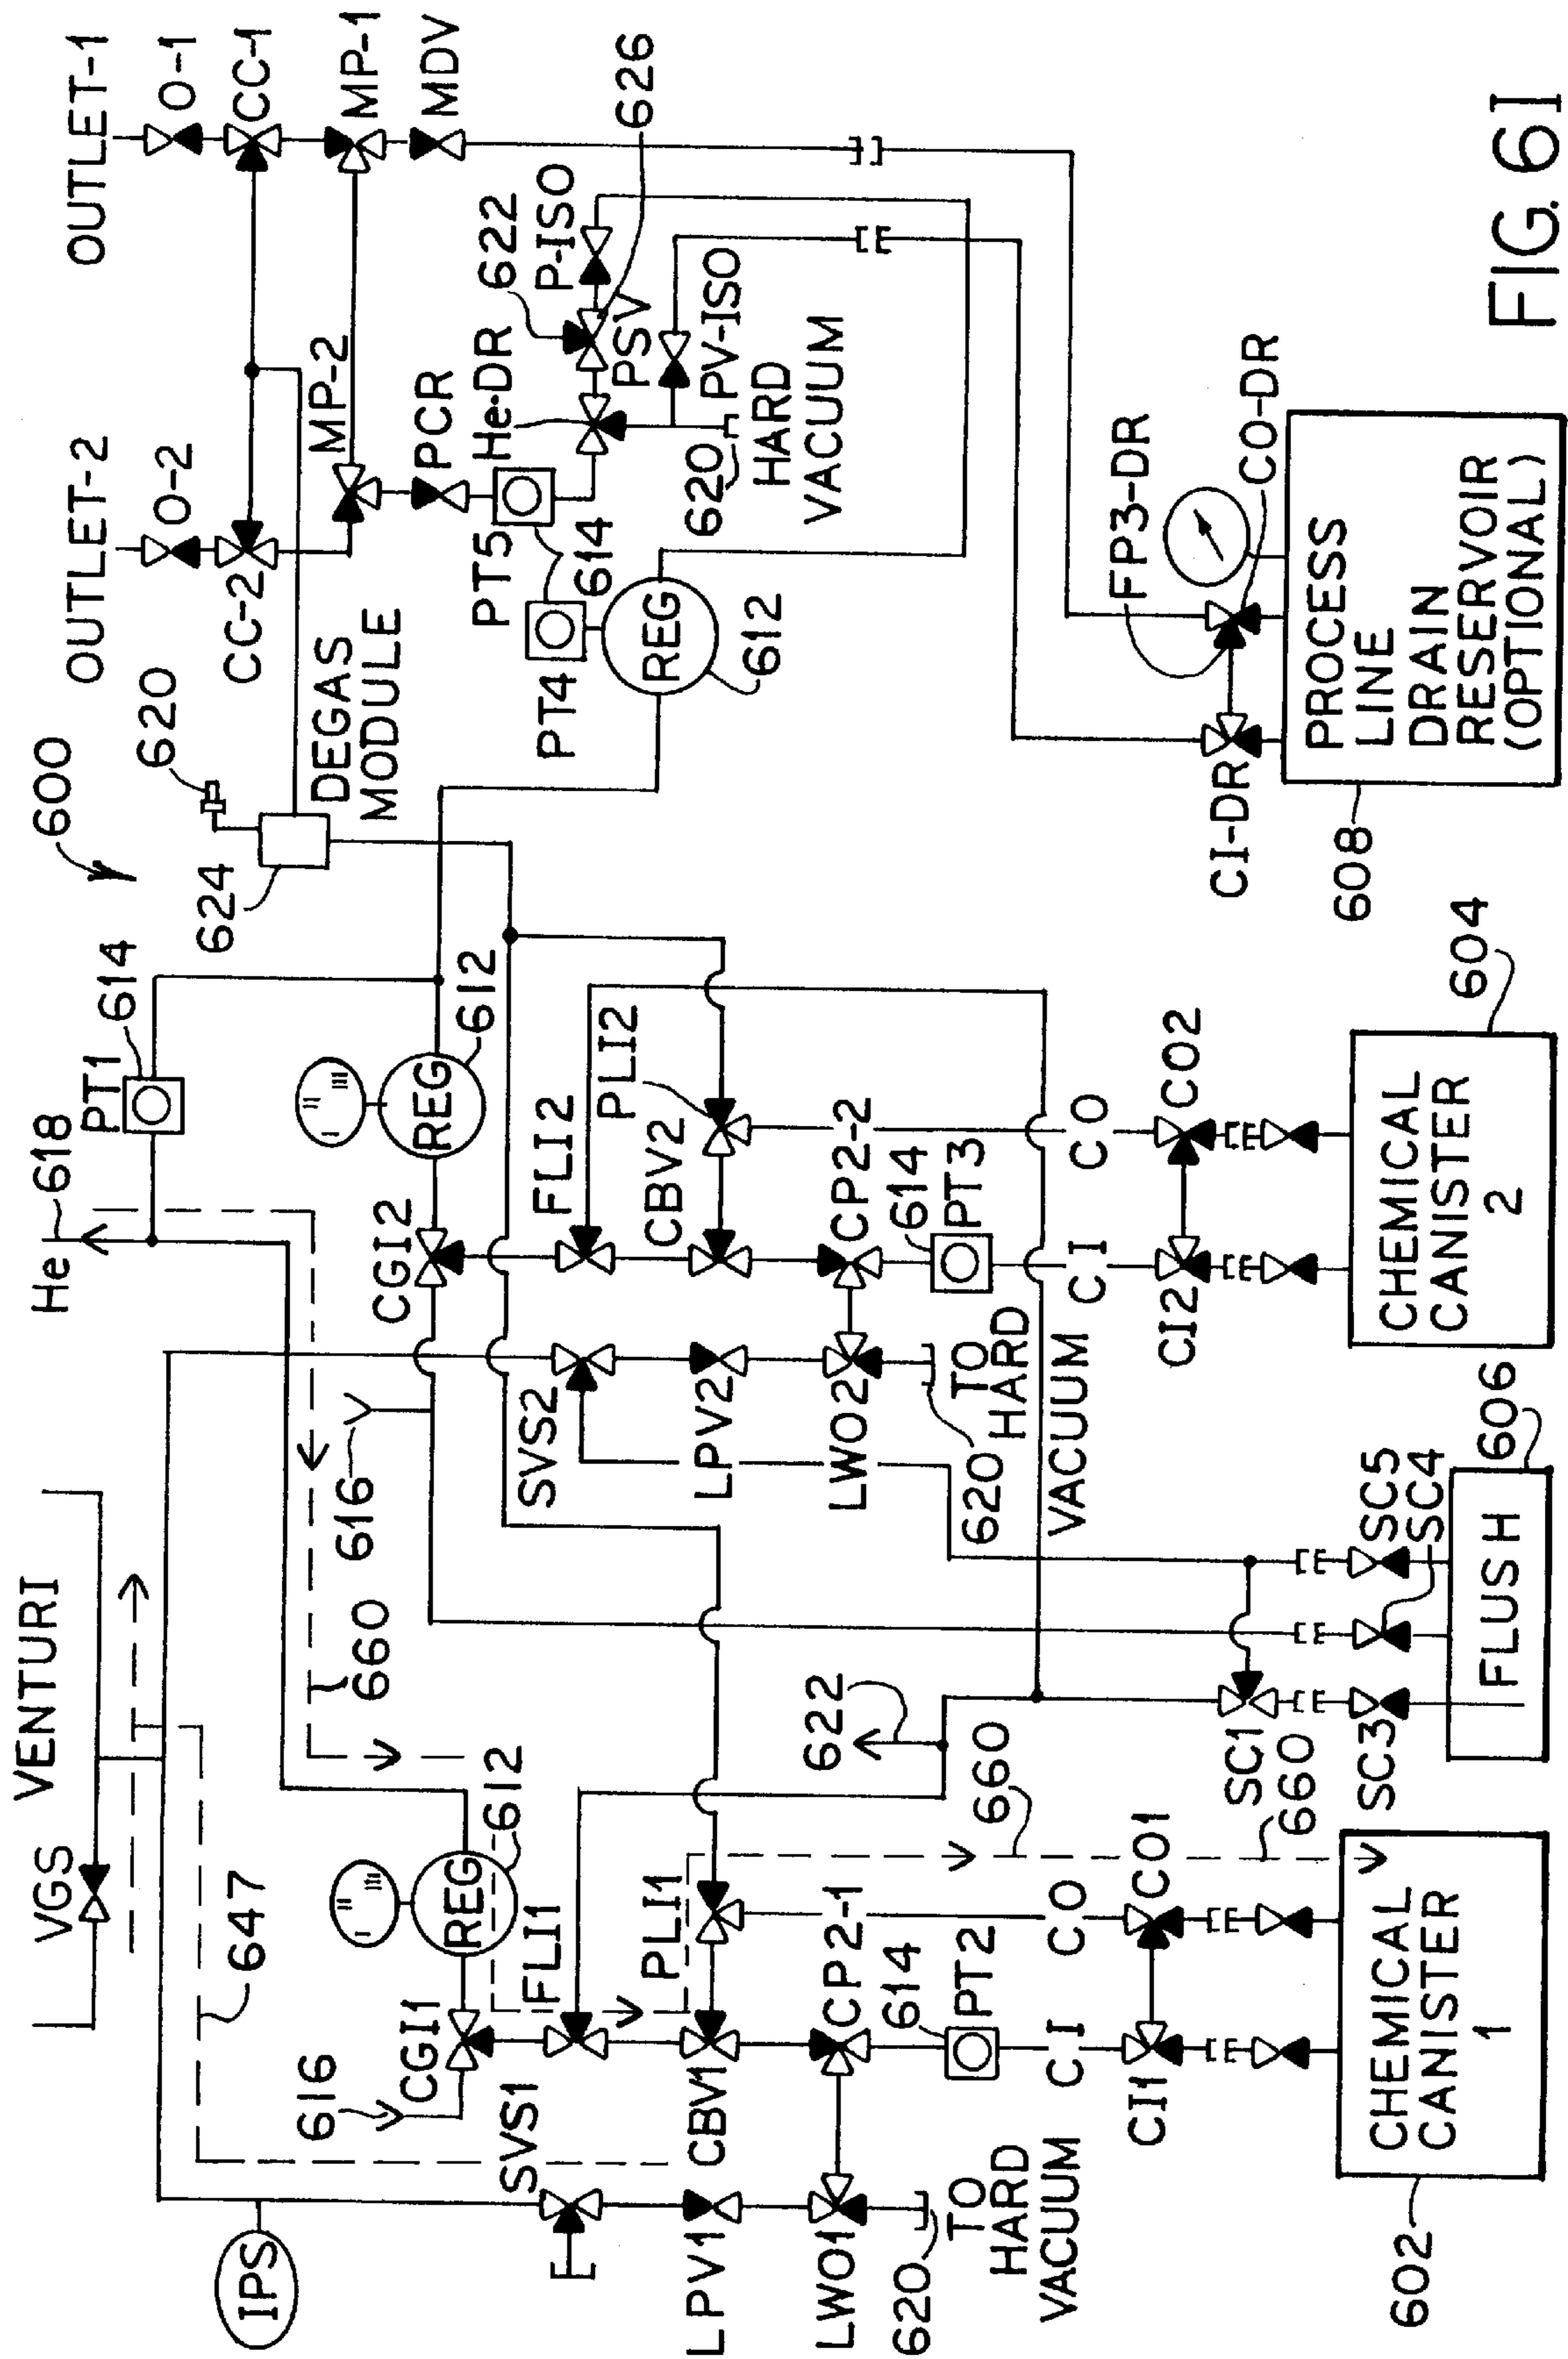 OUTLET-1
O-1
CC-1
MP-1
MDV
OUTLET-2
O-2
CC-2
MP-2
PCR
He-DR
622
P-ISO
626
PSV
PV-ISO
620
HARD
VACUUM
PT5
614
PT4
REG
612
620
DEGAS
MODULE
624
600
FP3-DR
CO-DR
CI-DR
PROCESS
LINE
DRAIN
RESERVOIR
(OPTIONAL)
608
He
618
PT1
614
REG
612
CGI2
FLI2
PLI2
CBV2
CP2-2
614
PT3
CO
CI
CO2
CI2
CHEMICAL
CANISTER
2
604
SVS2
LPV2
LWO2
620
TO
HARD
VACUUM
616
660
SC5
SC4
606
FLUSH
SC1
SC3
660
622
660
VENTURI
VGS
647
REG
612
CGI1
616
FLI1
PLI1
CBV1
CP2-1
614
PT2
CO
CI
CO1
CI1
CHEMICAL
CANISTER
1
602
IPS
SVS1
LPV1
LWO1
620
TO
HARD
VACUUM
FIG. 6I